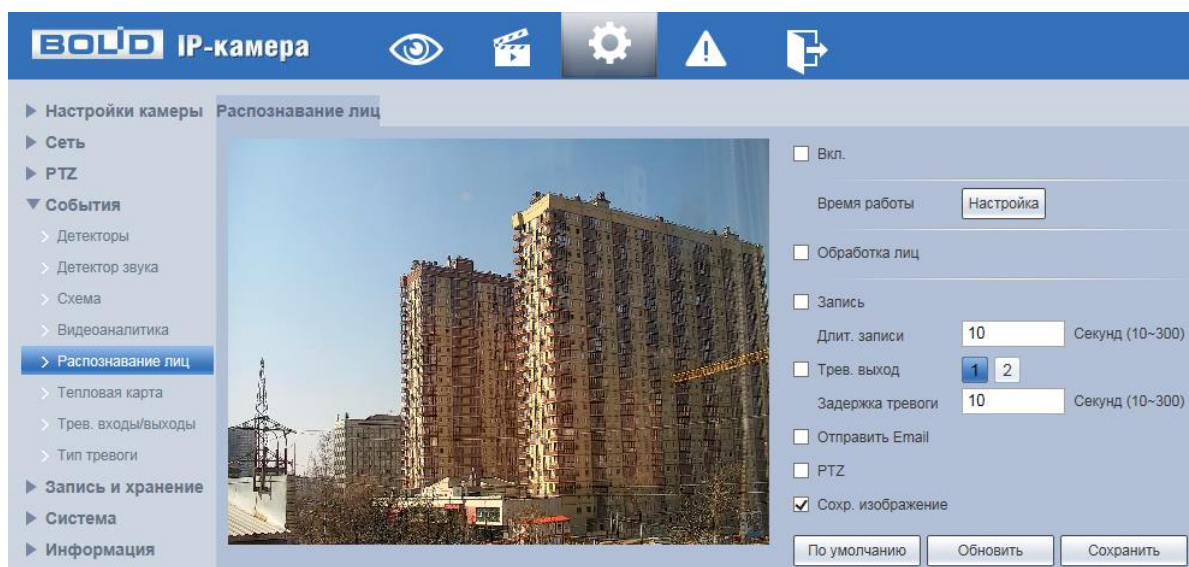 BOLID IP-камера
Настройки камеры
Сеть
PTZ
События
Детекторы
Детектор звука
Схема
Видеоаналитика
Распознавание лиц
Тепловая карта
Трев. входы/выходы
Тип тревоги
Запись и хранение
Система
Информация
Распознавание лиц
Вкл.
Время работы Настройка
Обработка лиц
Запись
Длит. записи 10 Секунд (10~300)
Трев. выход 1 2
Задержка тревоги 10 Секунд (10~300)
Отправить Email
PTZ
Сохр. изображение
По умолчанию Обновить Сохранить